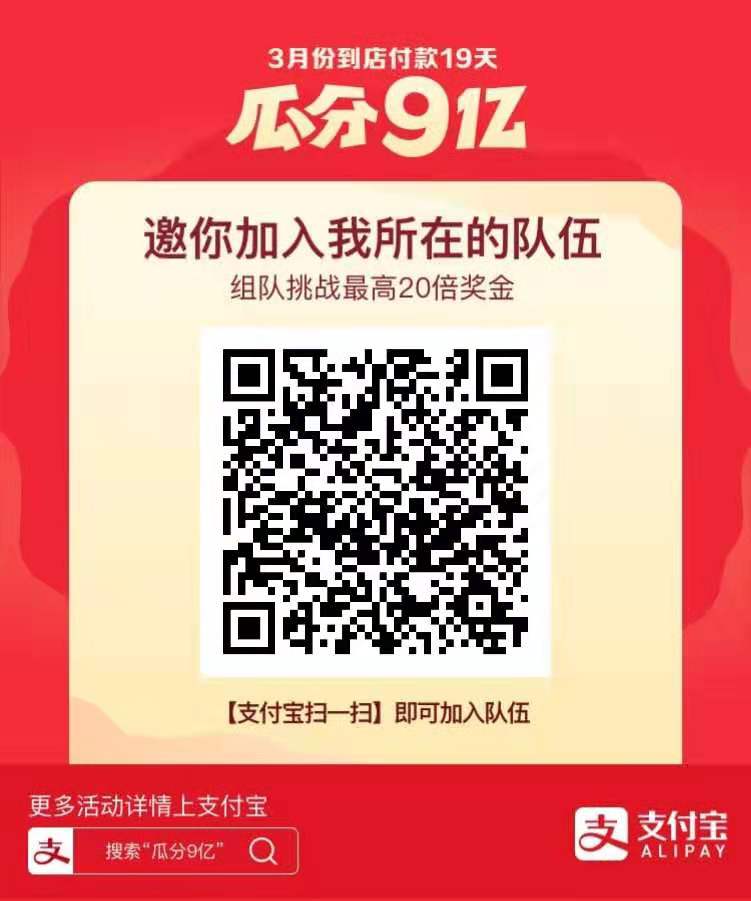 3月份到店付款19天
瓜分9亿
邀你加入我所在的队伍
组队挑战最高20倍奖金
【支付宝扫一扫】即可加入队伍
更多活动详情上支付宝
支 搜索“瓜分9亿”
支 支付宝
ALIPAY